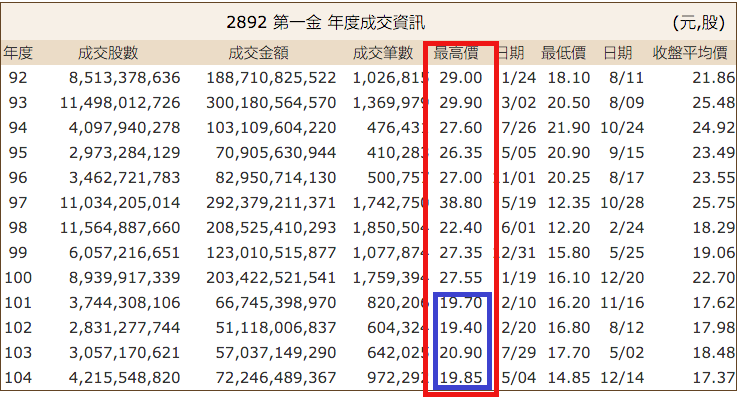 2892 第一金 年度成交資訊 (元,股)
年度 成交股數 成交金額 成交筆數 最高價 日期 最低價 日期 收盤平均價
92 8,513,378,636 188,710,825,522 1,026,815 29.00 1/24 18.10 8/11 21.86
93 11,498,012,726 300,180,564,570 1,369,979 29.90 3/02 20.50 8/09 25.48
94 4,097,940,278 103,109,604,220 476,431 27.60 7/26 21.90 10/24 24.92
95 2,973,284,129 70,905,630,944 410,283 26.35 5/05 20.90 9/15 23.49
96 3,462,721,783 82,950,714,130 500,757 27.00 1/01 20.25 8/17 23.55
97 11,034,205,014 292,379,211,371 1,742,750 38.80 5/19 12.35 10/28 25.75
98 11,564,887,660 208,525,410,293 1,850,504 22.40 6/01 12.20 2/24 18.29
99 6,057,216,651 123,010,515,877 1,077,874 27.35 2/31 15.80 5/25 19.06
100 8,939,917,339 203,422,521,541 1,759,394 27.55 1/19 16.10 12/20 22.70
101 3,744,308,106 66,745,398,970 820,206 19.70 2/10 16.20 11/16 17.62
102 2,831,277,744 51,118,006,837 604,324 19.40 2/20 16.80 8/12 17.98
103 3,057,170,621 57,037,149,290 642,025 20.90 7/29 17.70 5/02 18.48
104 4,215,548,820 72,246,489,367 972,292 19.85 5/04 14.85 12/14 17.37